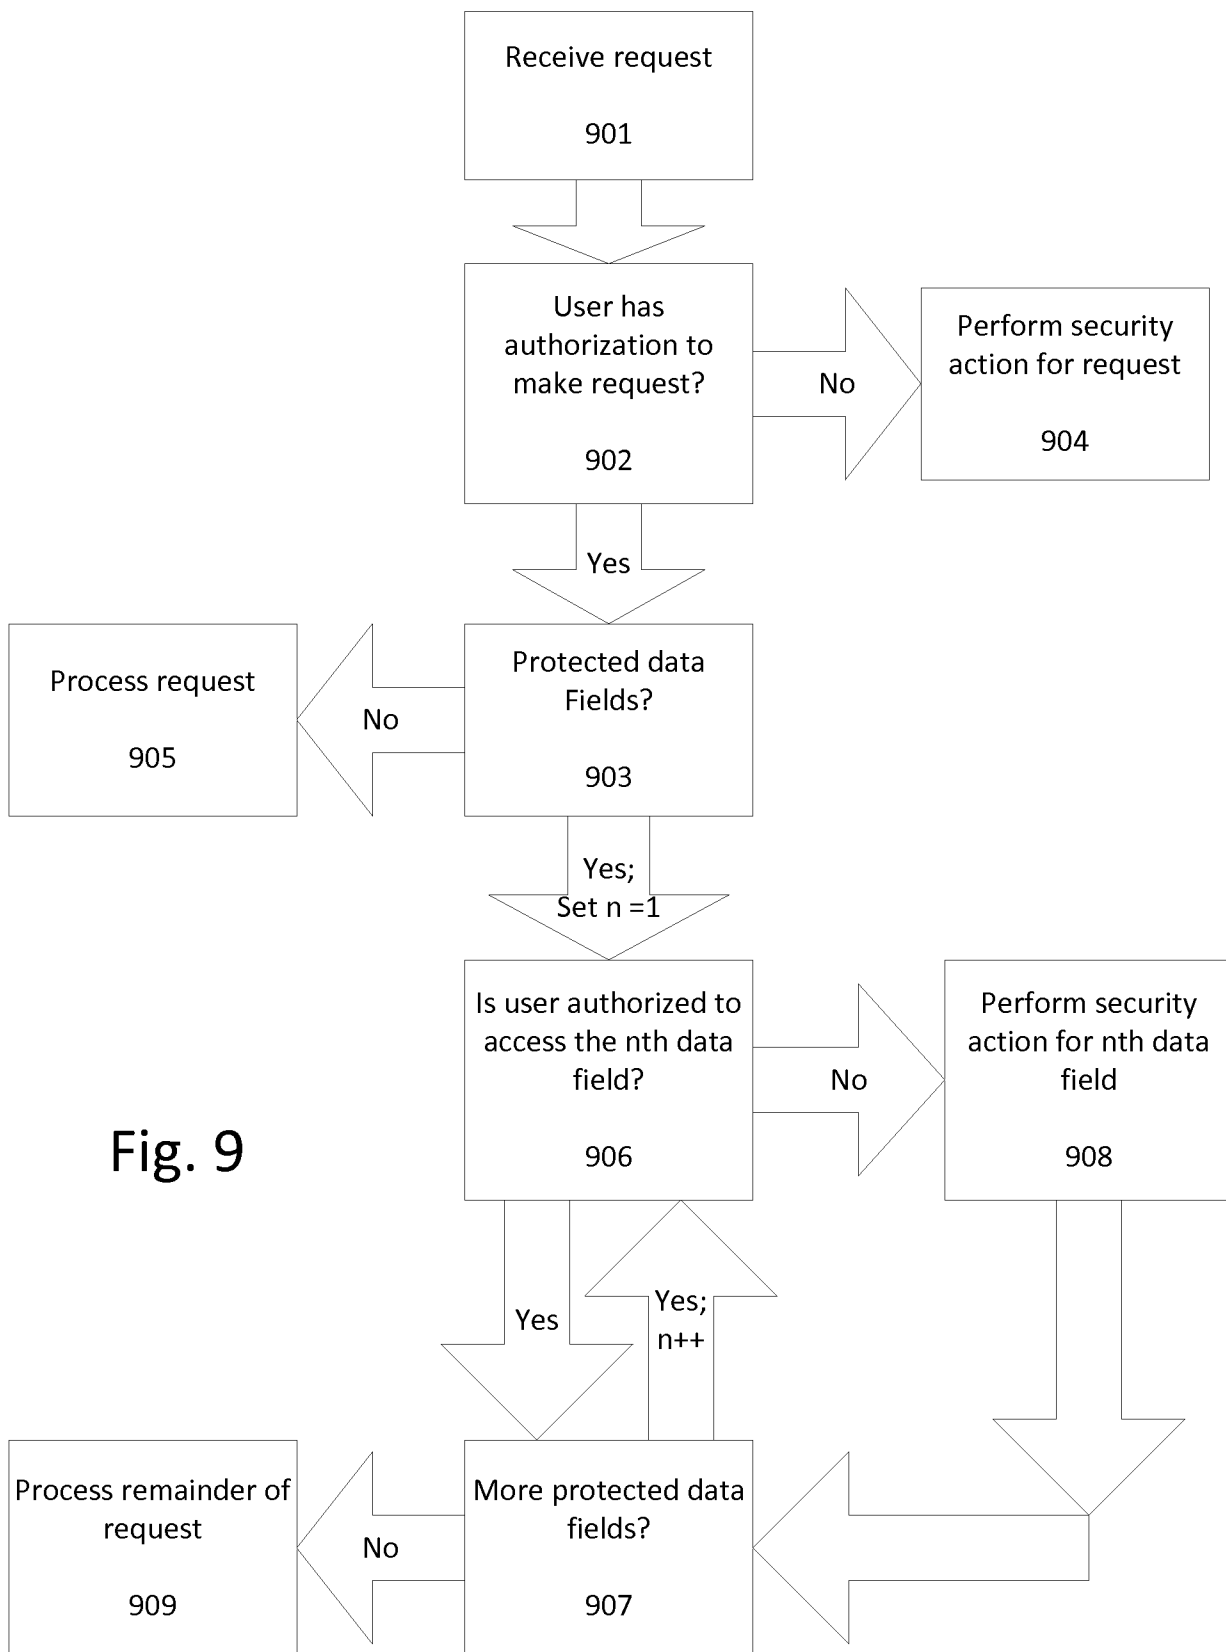 Receive request
901
User has
authorization to
make request?
902
No
Perform security
action for request
904
Yes
Protected data
Fields?
903
No
Process request
905
Yes;
Set n =1
Is user authorized to
access the nth data
field?
906
No
Perform security
action for nth data
field
908
Fig. 9
Yes
Yes;
n++
More protected data
fields?
907
No
Process remainder of
request
909